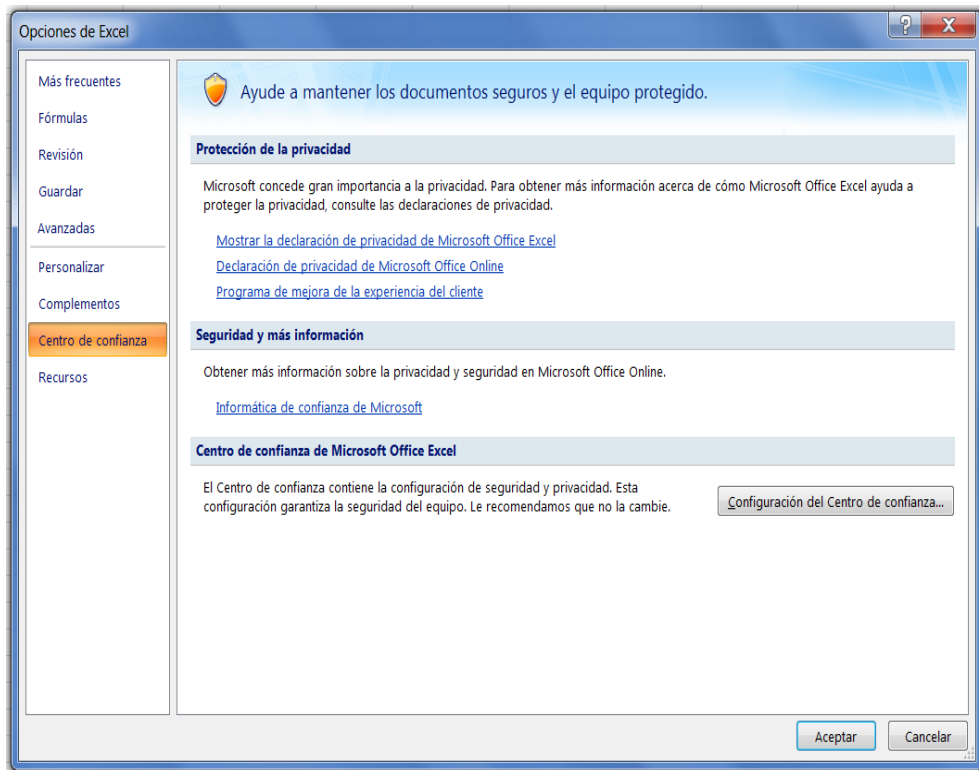 Opciones de Excel
Más frecuentes
Fórmulas
Revisión
Guardar
Avanzadas
Personalizar
Complementos
Centro de confianza
Recursos
Ayude a mantener los documentos seguros y el equipo protegido.
Protección de la privacidad
Microsoft concede gran importancia a la privacidad. Para obtener más información acerca de cómo Microsoft Office Excel ayuda a
proteger la privacidad, consulte las declaraciones de privacidad.
Mostrar la declaración de privacidad de Microsoft Office Excel
Declaración de privacidad de Microsoft Office Online
Programa de mejora de la experiencia del cliente
Seguridad y más información
Obtener más información sobre la privacidad y seguridad en Microsoft Office Online.
Informática de confianza de Microsoft
Centro de confianza de Microsoft Office Excel
El Centro de confianza contiene la configuración de seguridad y privacidad. Esta
configuración garantiza la seguridad del equipo. Le recomendamos que no la cambie.
Configuración del Centro de confianza...
Aceptar
Cancelar